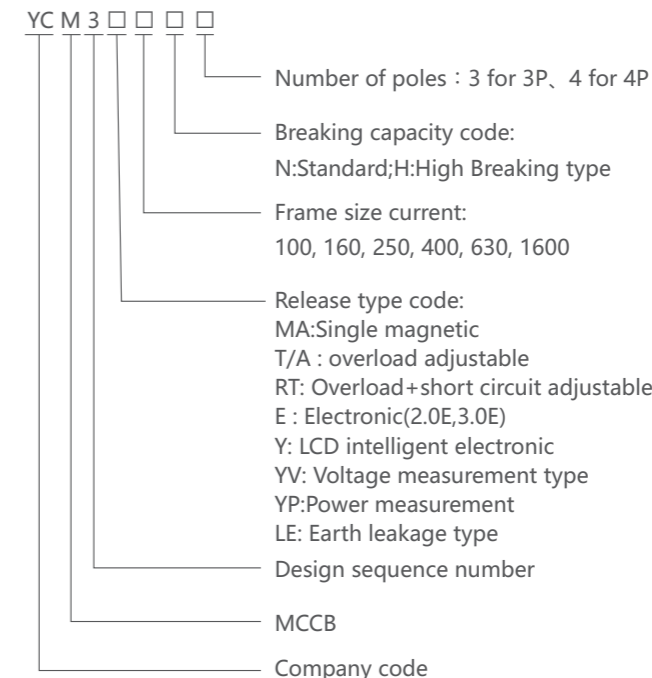 YC M 3 □ □ □ □
Number of poles：3 for 3P、4 for 4P
Breaking capacity code:
N:Standard;H:High Breaking type
Frame size current:
100, 160, 250, 400, 630, 1600
Release type code:
MA:Single magnetic
T/A : overload adjustable
RT: Overload+short circuit adjustable
E : Electronic(2.0E,3.0E)
Y: LCD intelligent electronic
YV: Voltage measurement type
YP:Power measurement
LE: Earth leakage type
Design sequence number
MCCB
Company code